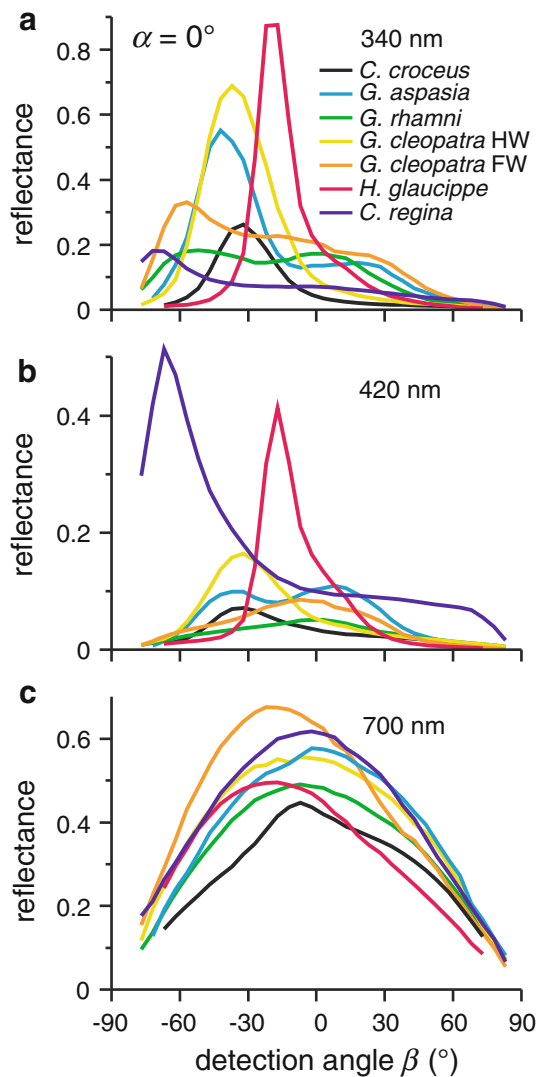 a
α = 0°
340 nm
C. croceus
G. aspasia
G. rhamni
G. cleopatra HW
G. cleopatra FW
H. glaucippe
C. regina
reflectance
0.8
0.6
0.4
0.2
0
b
420 nm
reflectance
0.4
0.2
0
c
700 nm
reflectance
0.6
0.4
0.2
0
-90 -60 -30 0 30 60 90
detection angle β (°)